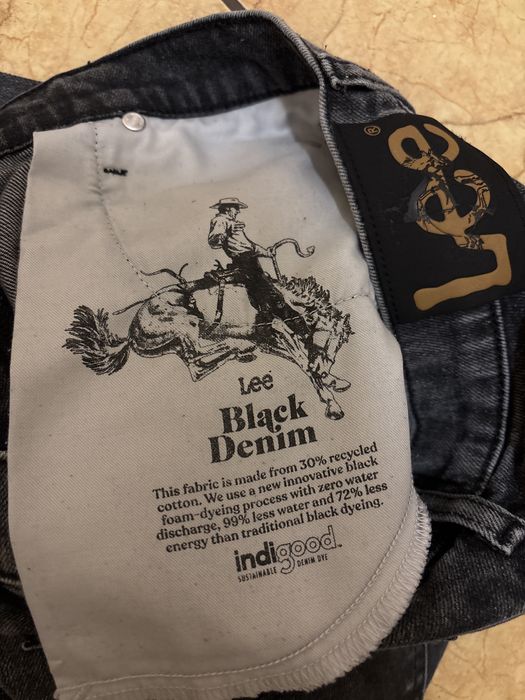 Lee®
Lee
Black
Denim
This fabric is made from 30% recycled
cotton. We use a new innovative black
foam-dyeing process with zero water
discharge, 99% less water and 72% less
energy than traditional black dyeing.
indigood™
SUSTAINABLE DENIM DYE